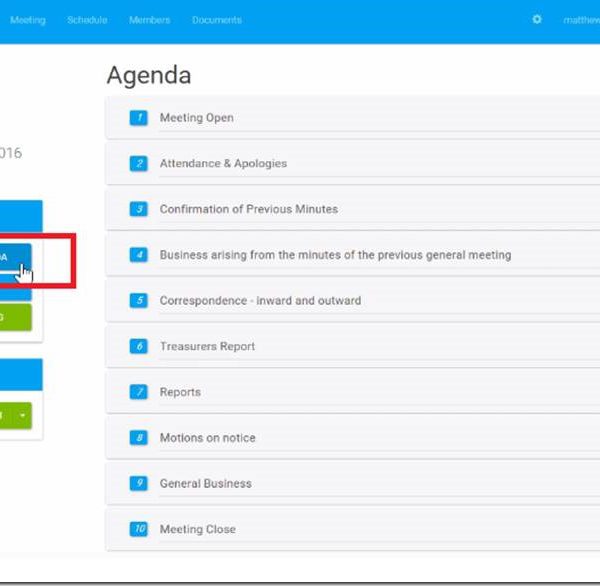 Meeting Schedule Members Documents matthew
Agenda
016
1 Meeting Open
2 Attendance & Apologies
3 Confirmation of Previous Minutes
DA
4 Business arising from the minutes of the previous general meeting
5 Correspondence - inward and outward
G
6 Treasurers Report
7 Reports
8 Motions on notice
9 General Business
10 Meeting Close